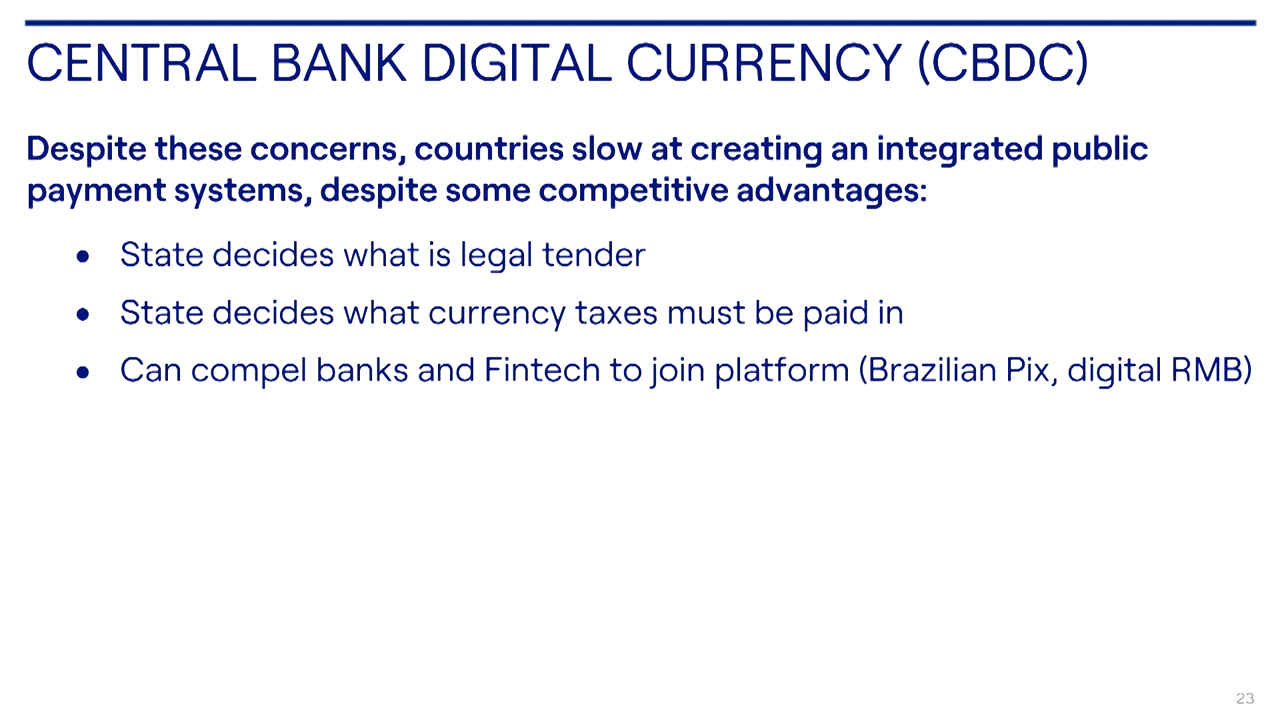 CENTRAL BANK DIGITAL CURRENCY (CBDC)
Despite these concerns, countries slow at creating an integrated public
payment systems, despite some competitive advantages:
• State decides what is legal tender
• State decides what currency taxes must be paid in
• Can compel banks and Fintech to join platform (Brazilian Pix, digital RMB)
23